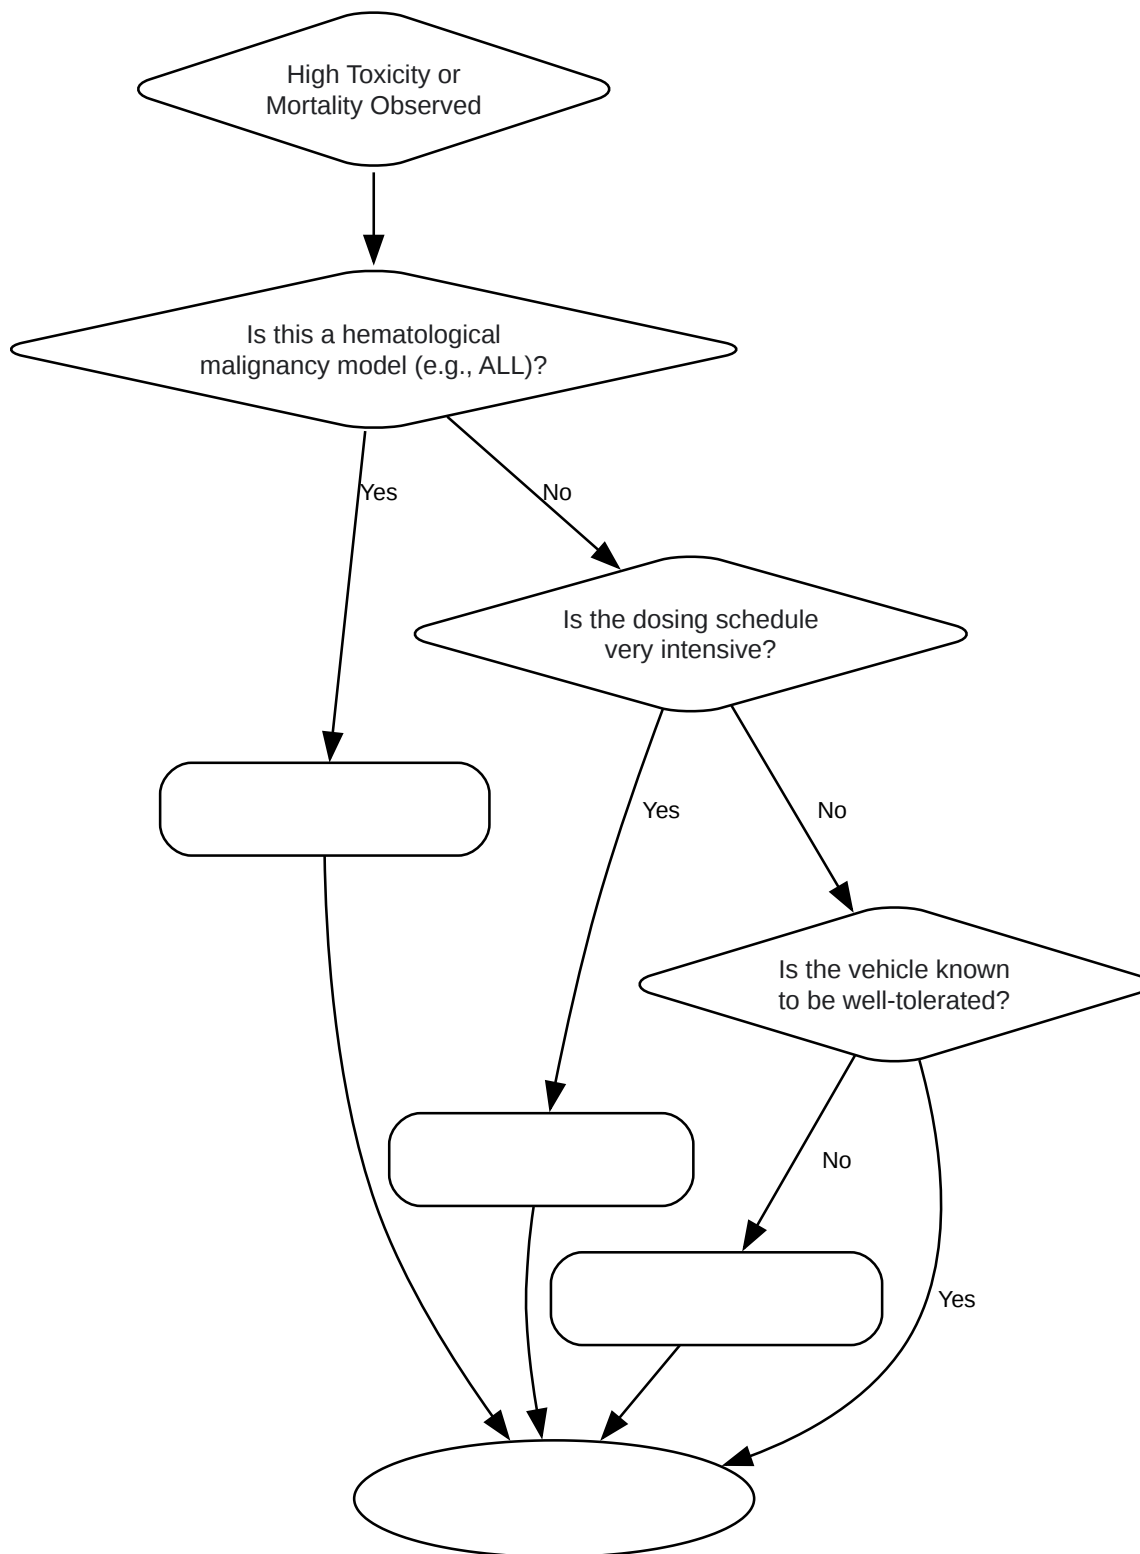 High Toxicity or
Mortality Observed
Is this a hematological
malignancy model (e.g., ALL)?
Yes
No
Is the dosing schedule
very intensive?
Yes
No
Is the vehicle known
to be well-tolerated?
No
Yes